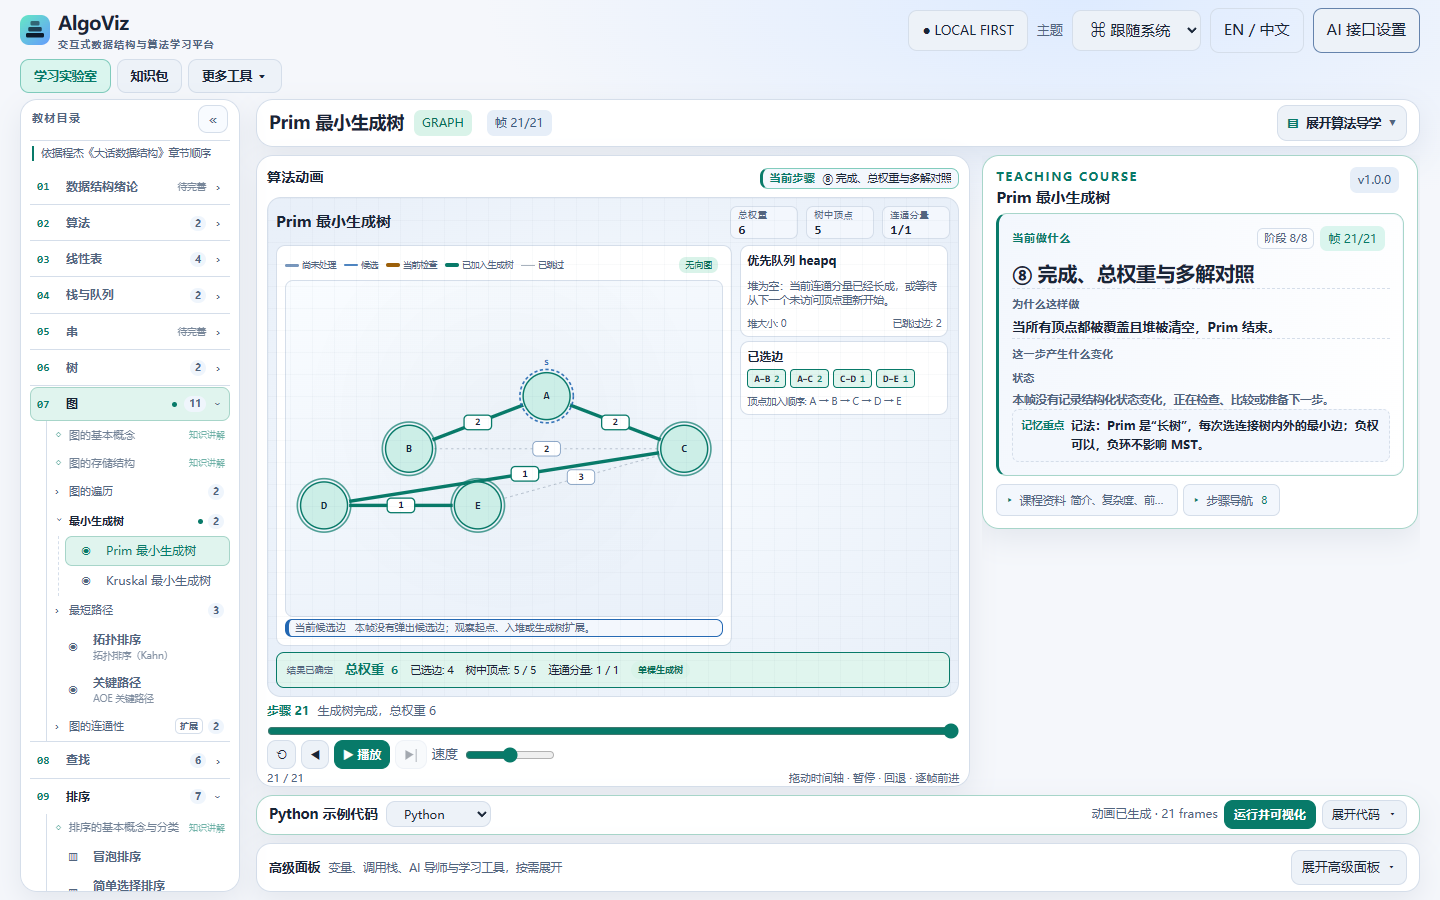 AlgoViz
交互式数据结构与算法学习平台
● LOCAL FIRST
主题
⌘ 跟随系统
EN / 中文
AI 接口设置
学习实验室
知识包
更多工具
教材目录
«
依据程杰《大话数据结构》章节顺序
01 数据结构绪论 待完善 ›
02 算法 2 ›
03 线性表 4 ›
04 栈与队列 2 ›
05 串 待完善 ›
06 树 2 ›
07 图 11
图的基本概念 知识讲解
图的存储结构 知识讲解
图的遍历 2
最小生成树 2
Prim 最小生成树
Kruskal 最小生成树
最短路径 3
拓扑排序
拓扑排序（Kahn）
关键路径
AOE 关键路径
图的连通性 扩展 2
08 查找 6 ›
09 排序 7
排序的基本概念与分类 知识讲解
冒泡排序
简单选择排序
Prim 最小生成树 GRAPH 帧 21/21
展开算法导学 ▼
算法动画
当前步骤 ⑧ 完成、总权重与多解对照
Prim 最小生成树
总权重
6
树中顶点
5
连通分量
1/1
尚未处理 候选 当前检查 已加入生成树 已跳过
无向图
S
A
2
2
B
2
C
1
3
D
1
E
当前候选边 本帧没有弹出候选边；观察起点、入堆或生成树扩展。
优先队列 heapq
堆为空：当前连通分量已经长成，或等待
从下一个未访问顶点重新开始。
堆大小: 0 已跳过边: 2
已选边
A–B 2 A–C 2 C–D 1 D–E 1
顶点加入顺序: A → B → C → D → E
结果已确定 总权重 6 已选边: 4 树中顶点: 5 / 5 连通分量: 1 / 1 单棵生成树
步骤 21 生成树完成，总权重 6
▶ 播放
速度
21 / 21
拖动时间轴 · 暂停 · 回退 · 逐帧前进
TEACHING COURSE
Prim 最小生成树
v1.0.0
当前做什么
阶段 8/8
帧 21/21
⑧ 完成、总权重与多解对照
为什么这样做
当所有顶点都被覆盖且堆被清空，Prim 结束。
这一步产生什么变化
状态
本帧没有记录结构化状态变化，正在检查、比较或准备下一步。
记忆重点 记法：Prim 是“长树”，每次选连接树内外的最小边；负权
可以，负环不影响 MST。
课程资料 简介、复杂度、前...
步骤导航 8
Python 示例代码
Python
动画已生成 · 21 frames
运行并可视化
展开代码
高级面板 变量、调用栈、AI 导师与学习工具，按需展开
展开高级面板